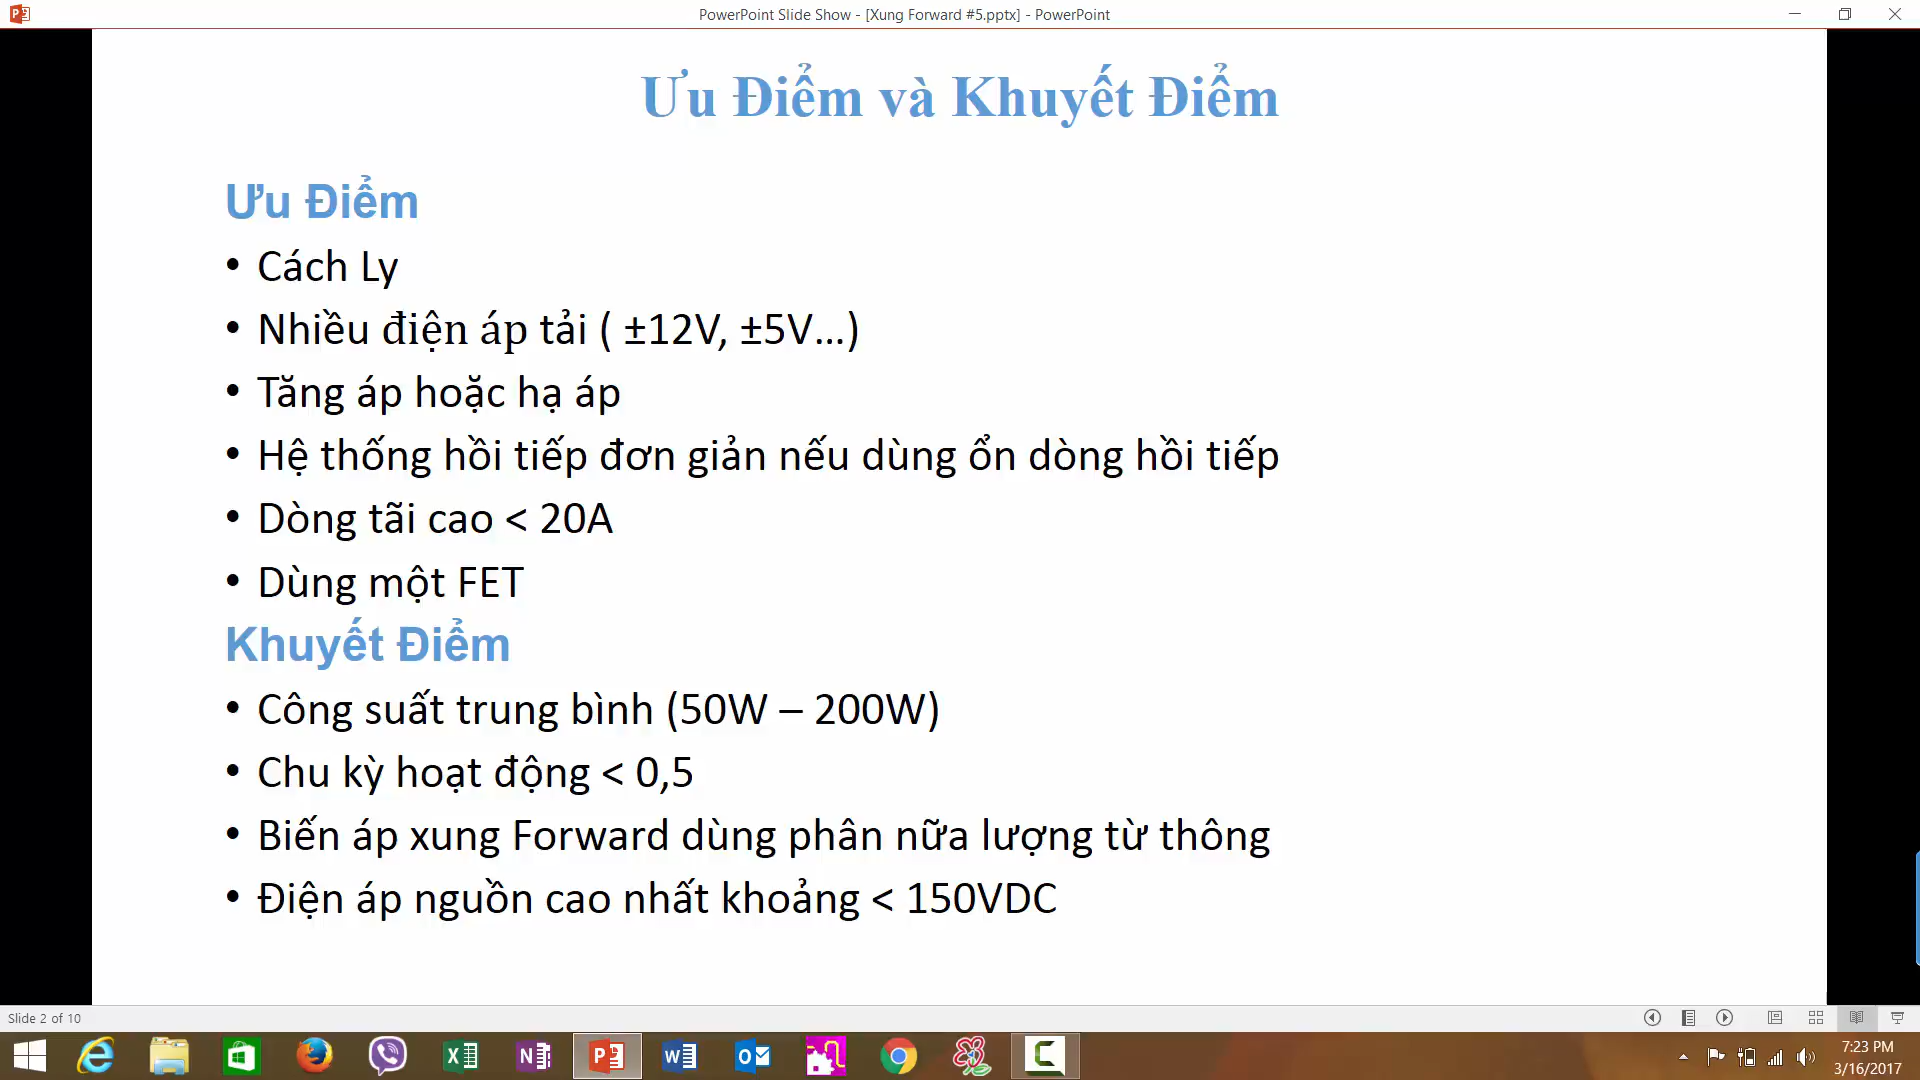 PowerPoint Slide Show - [Xung Forward #5.pptx] - PowerPoint
Ưu Điểm và Khuyết Điểm
Ưu Điểm
• Cách Ly
• Nhiều điện áp tải ( ±12V, ±5V...)
• Tăng áp hoặc hạ áp
• Hệ thống hồi tiếp đơn giản nếu dùng ổn dòng hồi tiếp
• Dòng tãi cao < 20A
• Dùng một FET
Khuyết Điểm
• Công suất trung bình (50W – 200W)
• Chu kỳ hoạt động < 0,5
• Biến áp xung Forward dùng phân nữa lượng từ thông
• Điện áp nguồn cao nhất khoảng < 150VDC
Slide 2 of 10
7:23 PM
3/16/2017